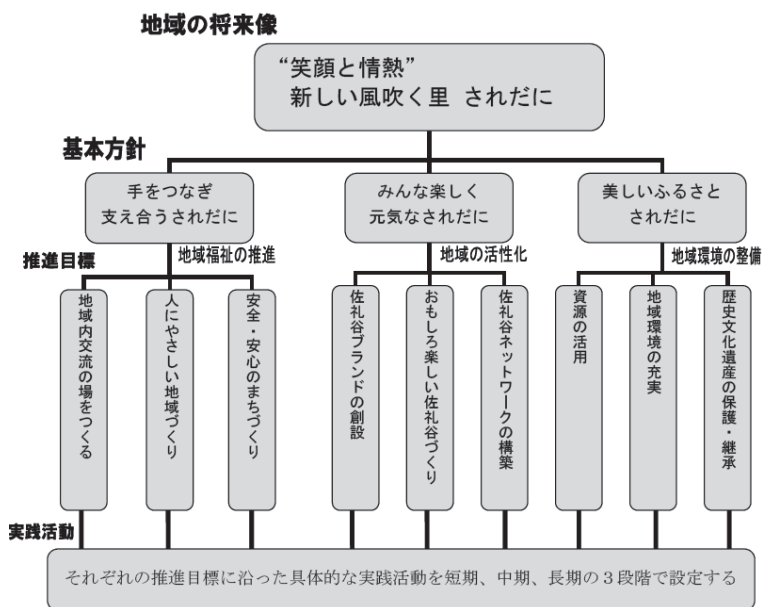 地域の将来像
“笑顔と情熱”
新しい風吹く里 されだに
基本方針
手をつなぎ
支え合うされだに
みんな楽しく
元気なされだに
美しいふるさと
されだに
推進目標
地域福祉の推進
地域の活性化
地域環境の整備
地域内交流の場をつくる
人にやさしい地域づくり
安全・安心のまちづくり
佐礼谷ブランドの創設
おもしろ楽しい佐礼谷づくり
佐礼谷ネットワークの構築
資源の活用
地域環境の充実
歴史文化遺産の保護・継承
実践活動
それぞれの推進目標に沿った具体的な実践活動を短期、中期、長期の３段階で設定する